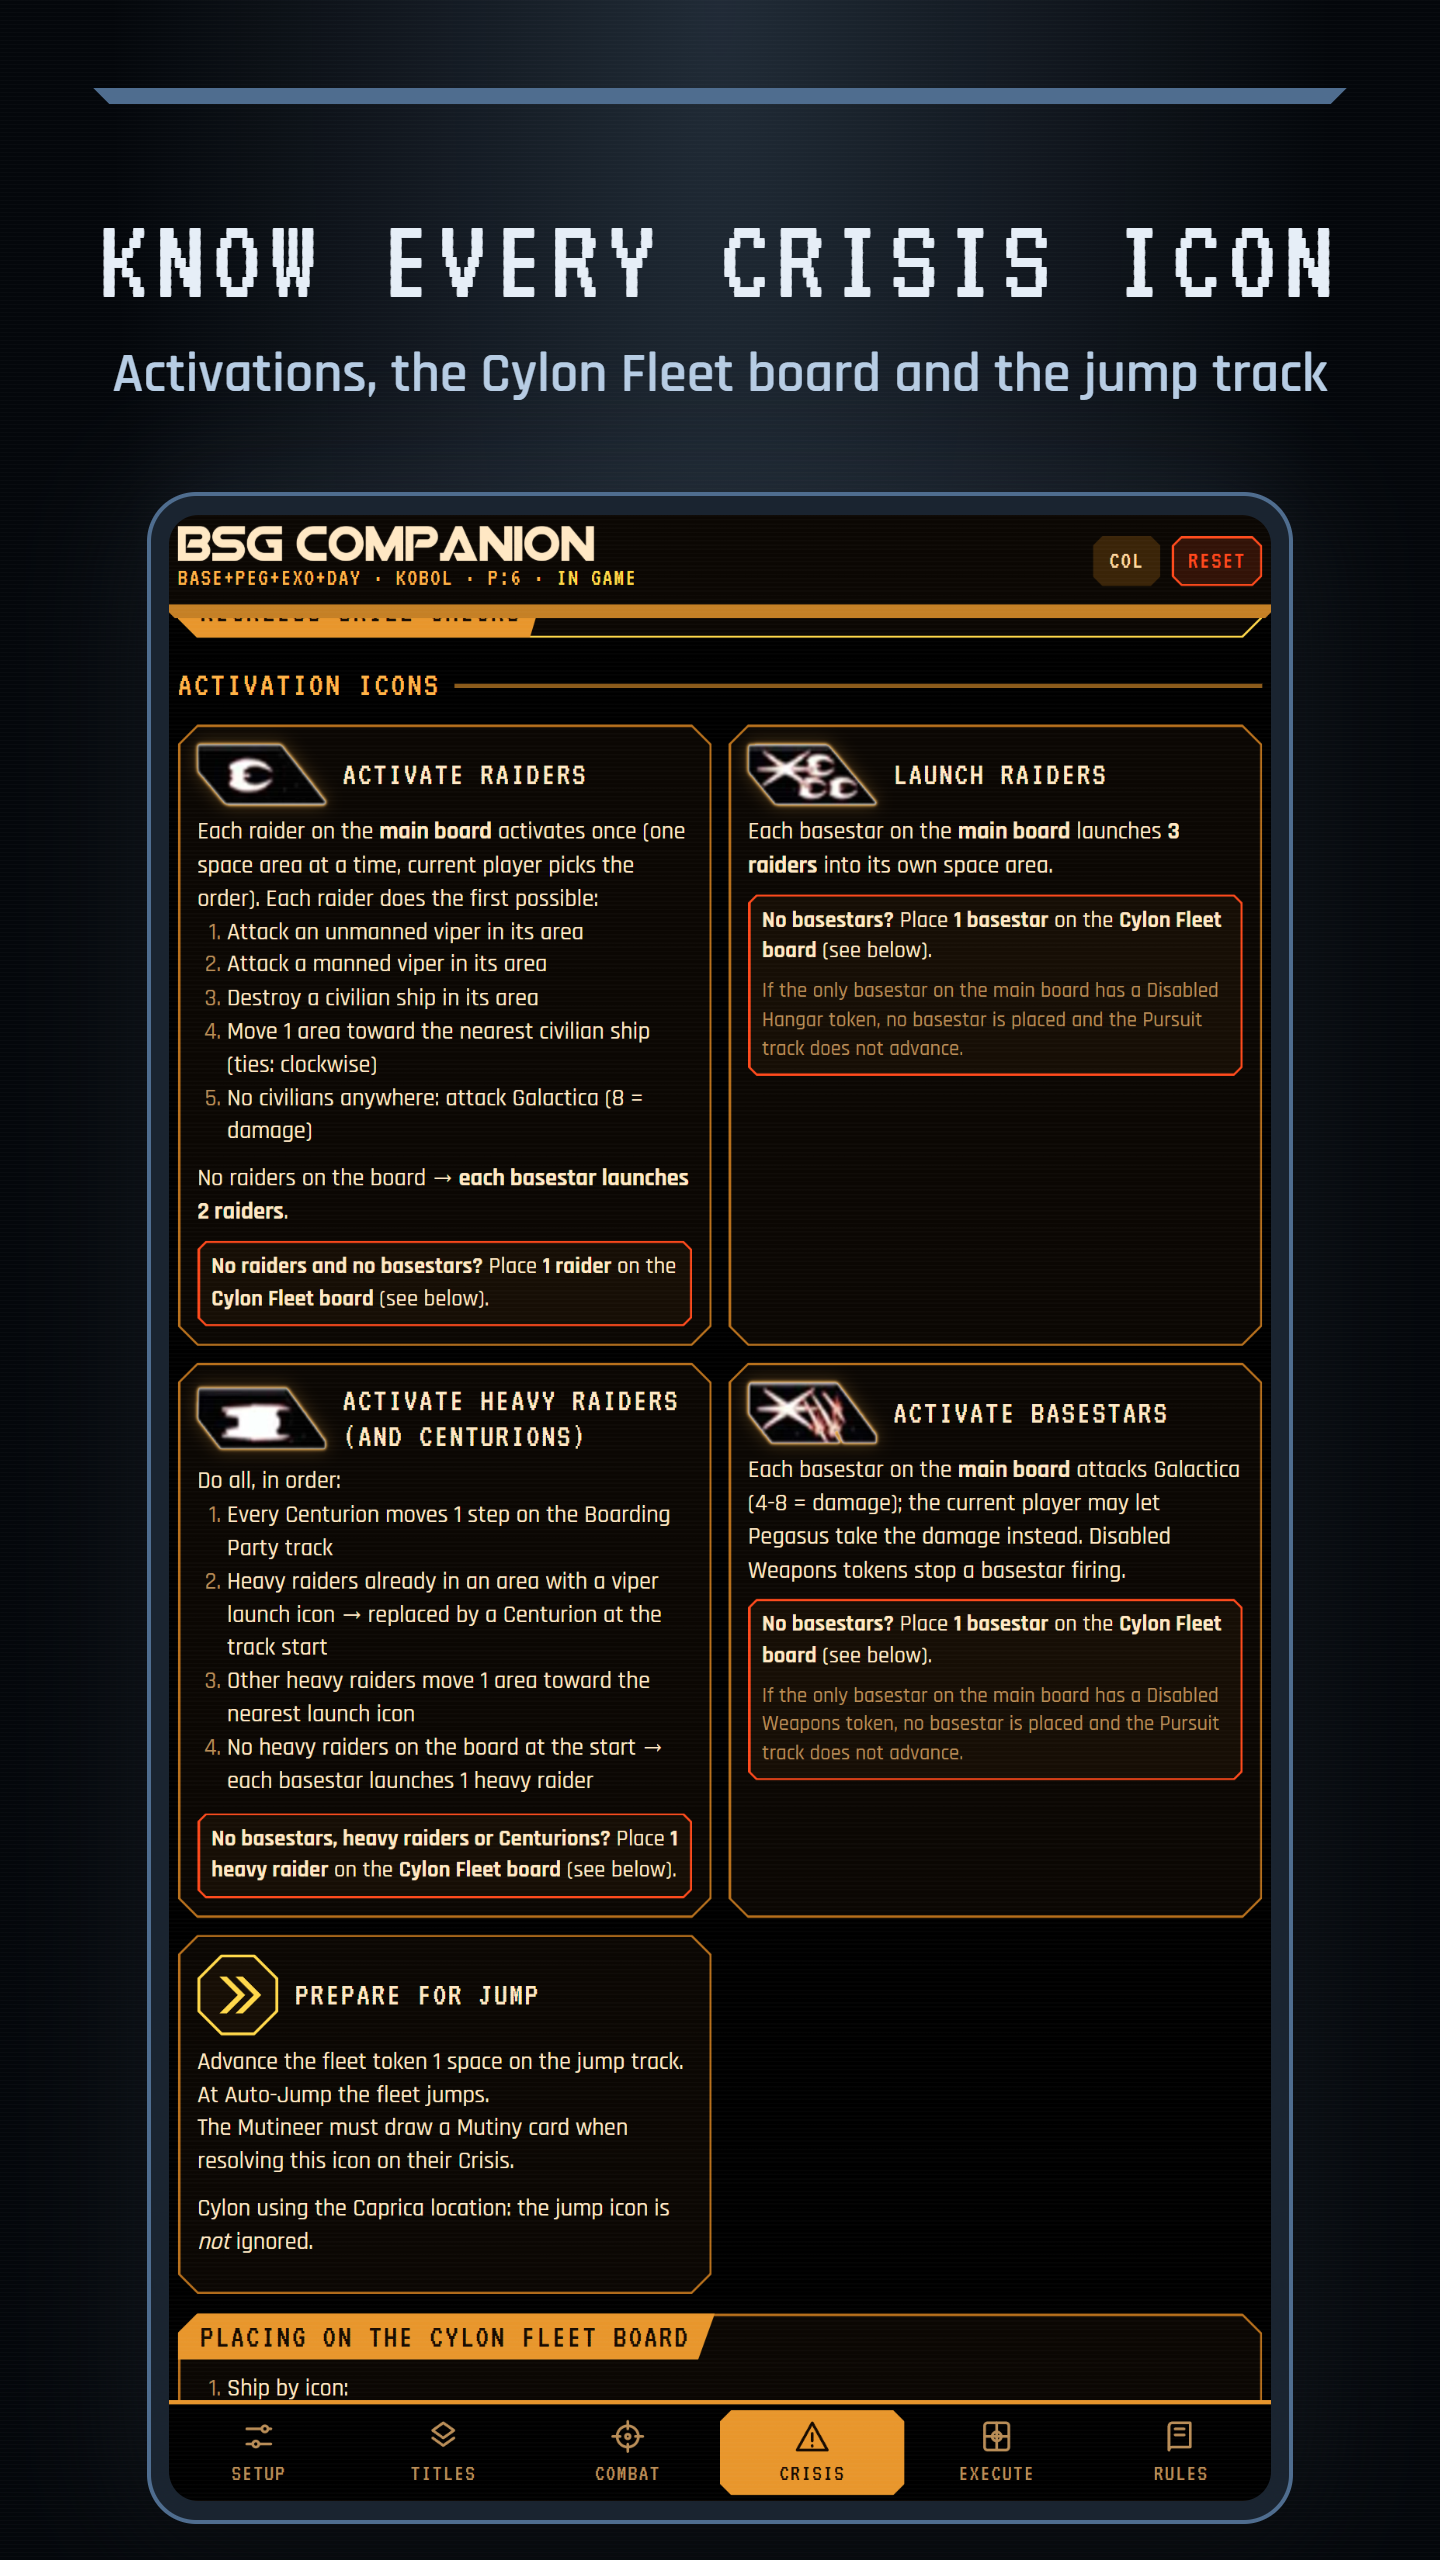 KNOW EVERY CRISIS ICON
Activations, the Cylon Fleet board and the jump track
BSG COMPANION
BASE+PEG+EXO+DAY · KOBOL · P:6 · IN GAME
COL
RESET
ACTIVATION ICONS
ACTIVATE RAIDERS
Each raider on the main board activates once (one
space area at a time, current player picks the
order). Each raider does the first possible:
1. Attack an unmanned viper in its area
2. Attack a manned viper in its area
3. Destroy a civilian ship in its area
4. Move 1 area toward the nearest civilian ship
(ties: clockwise)
5. No civilians anywhere: attack Galactica (8 =
damage)
No raiders on the board → each basestar launches
2 raiders.
No raiders and no basestars? Place 1 raider on the
Cylon Fleet board (see below).
LAUNCH RAIDERS
Each basestar on the main board launches 3
raiders into its own space area.
No basestars? Place 1 basestar on the Cylon Fleet
board (see below).
If the only basestar on the main board has a Disabled
Hangar token, no basestar is placed and the Pursuit
track does not advance.
ACTIVATE HEAVY RAIDERS
(AND CENTURIONS)
Do all, in order:
1. Every Centurion moves 1 step on the Boarding
Party track
2. Heavy raiders already in an area with a viper
launch icon → replaced by a Centurion at the
track start
3. Other heavy raiders move 1 area toward the
nearest launch icon
4. No heavy raiders on the board at the start →
each basestar launches 1 heavy raider
No basestars, heavy raiders or Centurions? Place 1
heavy raider on the Cylon Fleet board (see below).
ACTIVATE BASESTARS
Each basestar on the main board attacks Galactica
(4-8 = damage); the current player may let
Pegasus take the damage instead. Disabled
Weapons tokens stop a basestar firing.
No basestars? Place 1 basestar on the Cylon Fleet
board (see below).
If the only basestar on the main board has a Disabled
Weapons token, no basestar is placed and the Pursuit
track does not advance.
PREPARE FOR JUMP
Advance the fleet token 1 space on the jump track.
At Auto-Jump the fleet jumps.
The Mutineer must draw a Mutiny card when
resolving this icon on their Crisis.
Cylon using the Caprica location: the jump icon is
not ignored.
PLACING ON THE CYLON FLEET BOARD
1. Ship by icon:
SETUP
TITLES
COMBAT
CRISIS
EXECUTE
RULES